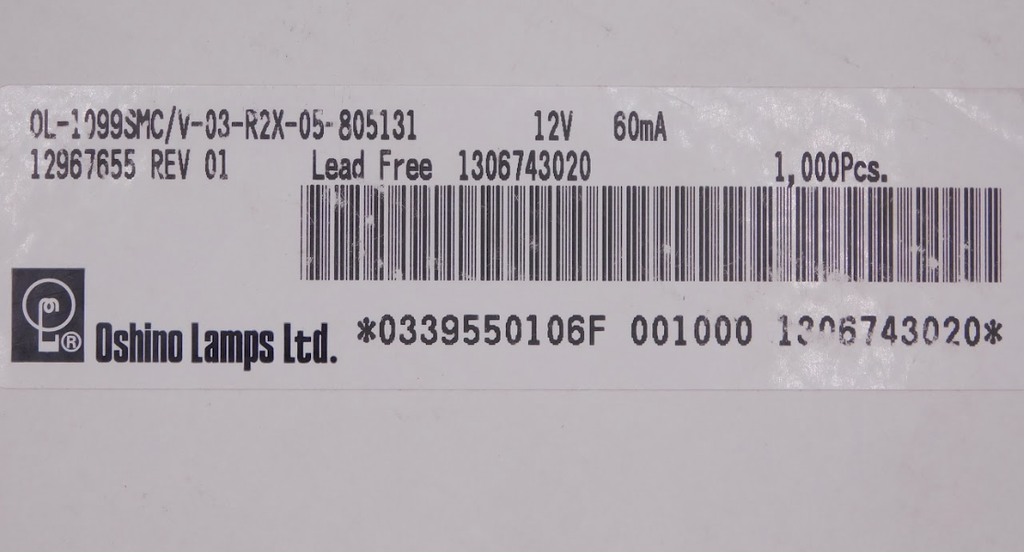 OL-1099SMC/V-03-R2X-05-805131 12V 60mA
12967655 REV 01 Lead Free 1306743020 1,000Pcs.
Oshino Lamps Ltd. *0339550106F 001000 1306743020*